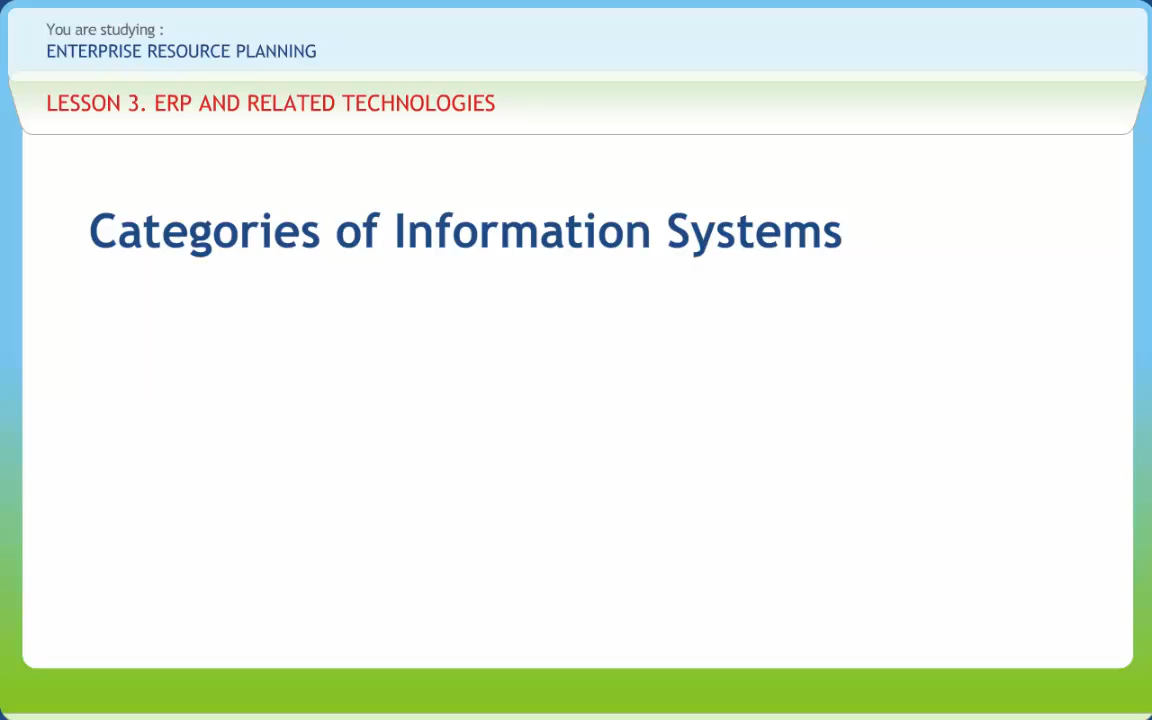 You are studying :
ENTERPRISE RESOURCE PLANNING
LESSON 3. ERP AND RELATED TECHNOLOGIES
Categories of Information Systems